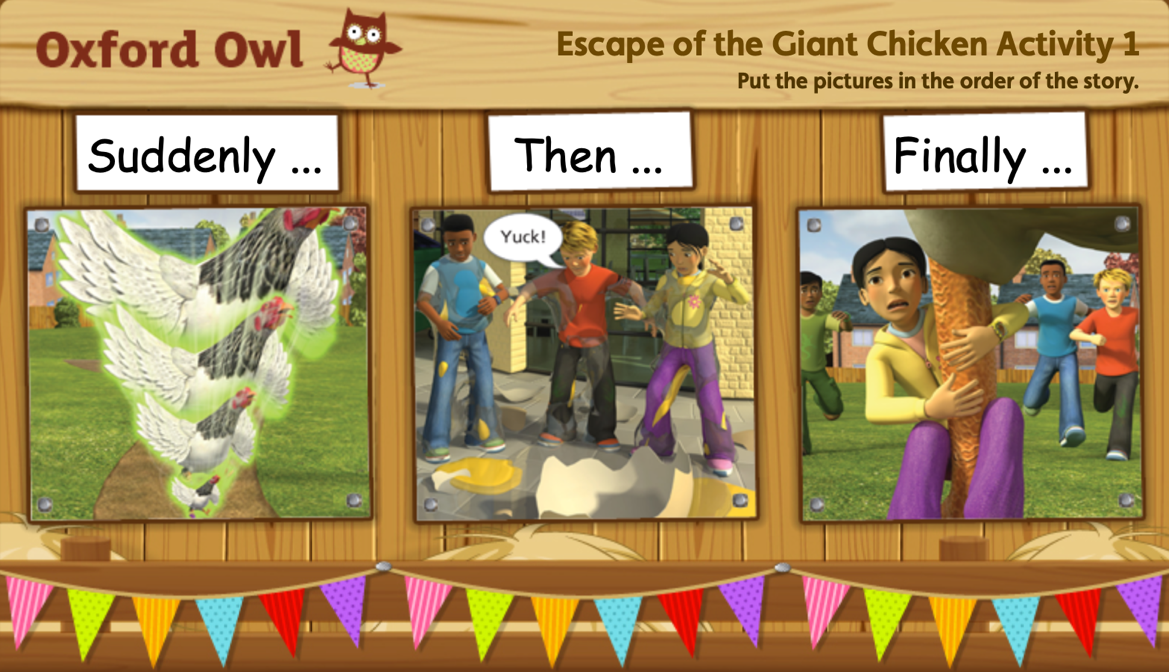 Oxford Owl
Escape of the Giant Chicken Activity 1
Put the pictures in the order of the story.
Suddenly ...
Then ...
Finally ...
Yuck!